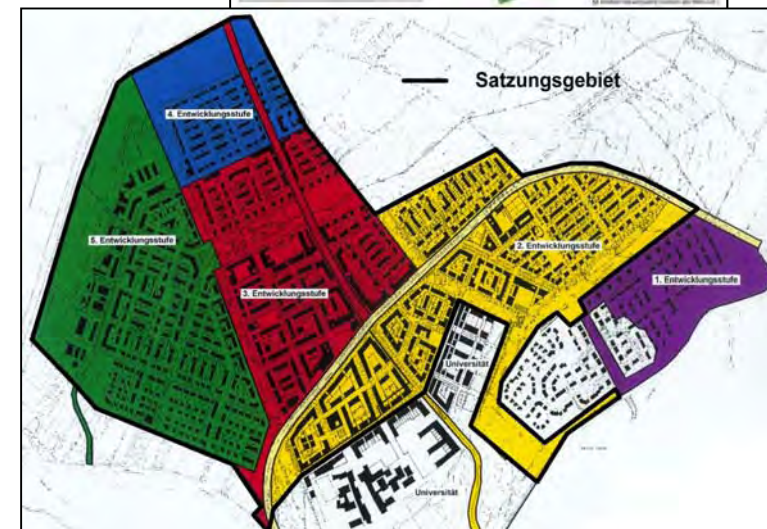 Satzungsgebiet
4. Entwicklungsstufe
5. Entwicklungsstufe
2. Entwicklungsstufe
1. Entwicklungsstufe
3. Entwicklungsstufe
Universität
Universität